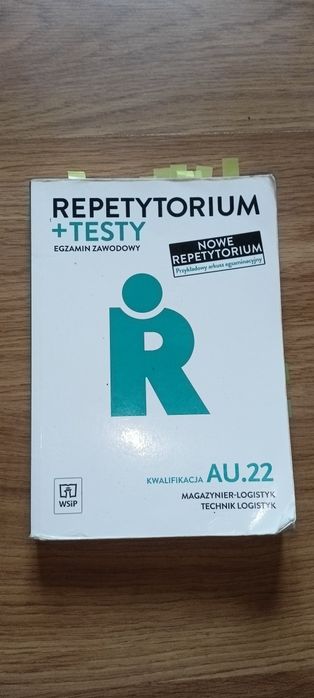 REPETYTORIUM
+TESTY
EGZAMIN ZAWODOWY
NOWE
REPETYTORIUM
Przykładowy arkusz egzaminacyjny
R
KWALIFIKACJA AU.22
MAGAZYNIER-LOGISTYK
TECHNIK LOGISTYK
WSiP